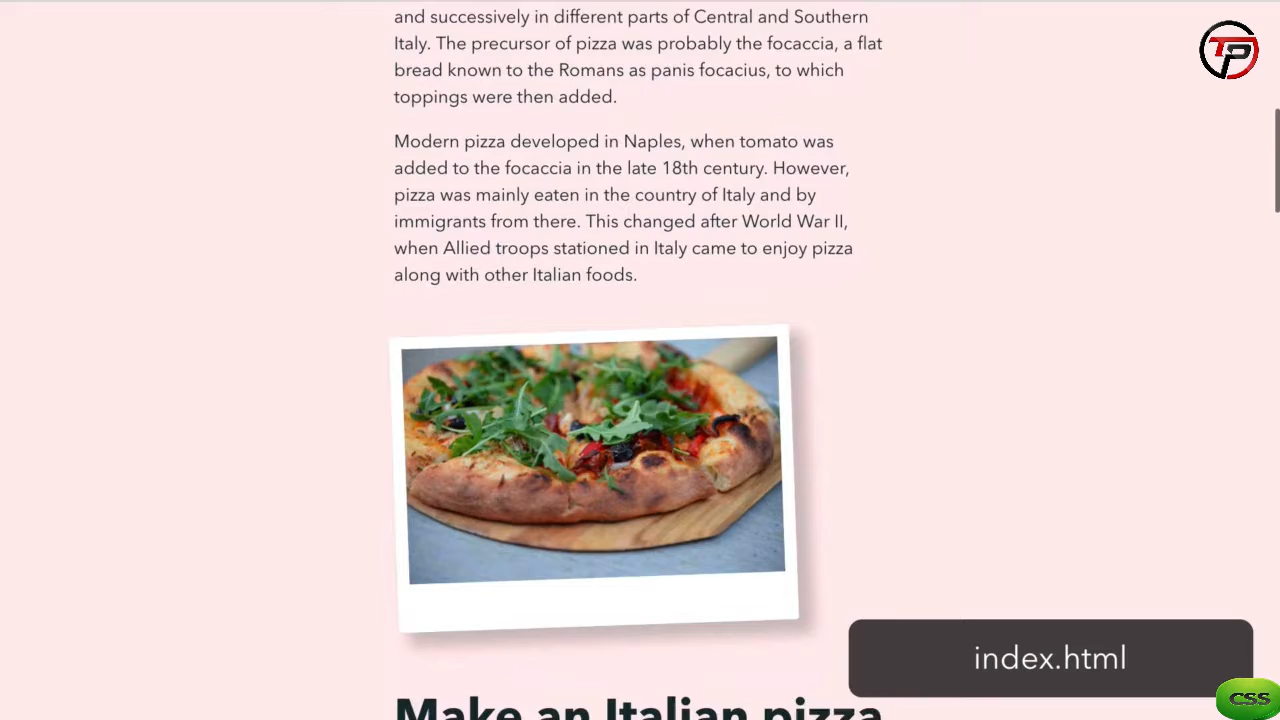 and successively in different parts of Central and Southern
Italy. The precursor of pizza was probably the focaccia, a flat
bread known to the Romans as panis focacius, to which
toppings were then added.
Modern pizza developed in Naples, when tomato was
added to the focaccia in the late 18th century. However,
pizza was mainly eaten in the country of Italy and by
immigrants from there. This changed after World War II,
when Allied troops stationed in Italy came to enjoy pizza
along with other Italian foods.
Make an Italian pizza
index.html
CSS
TP